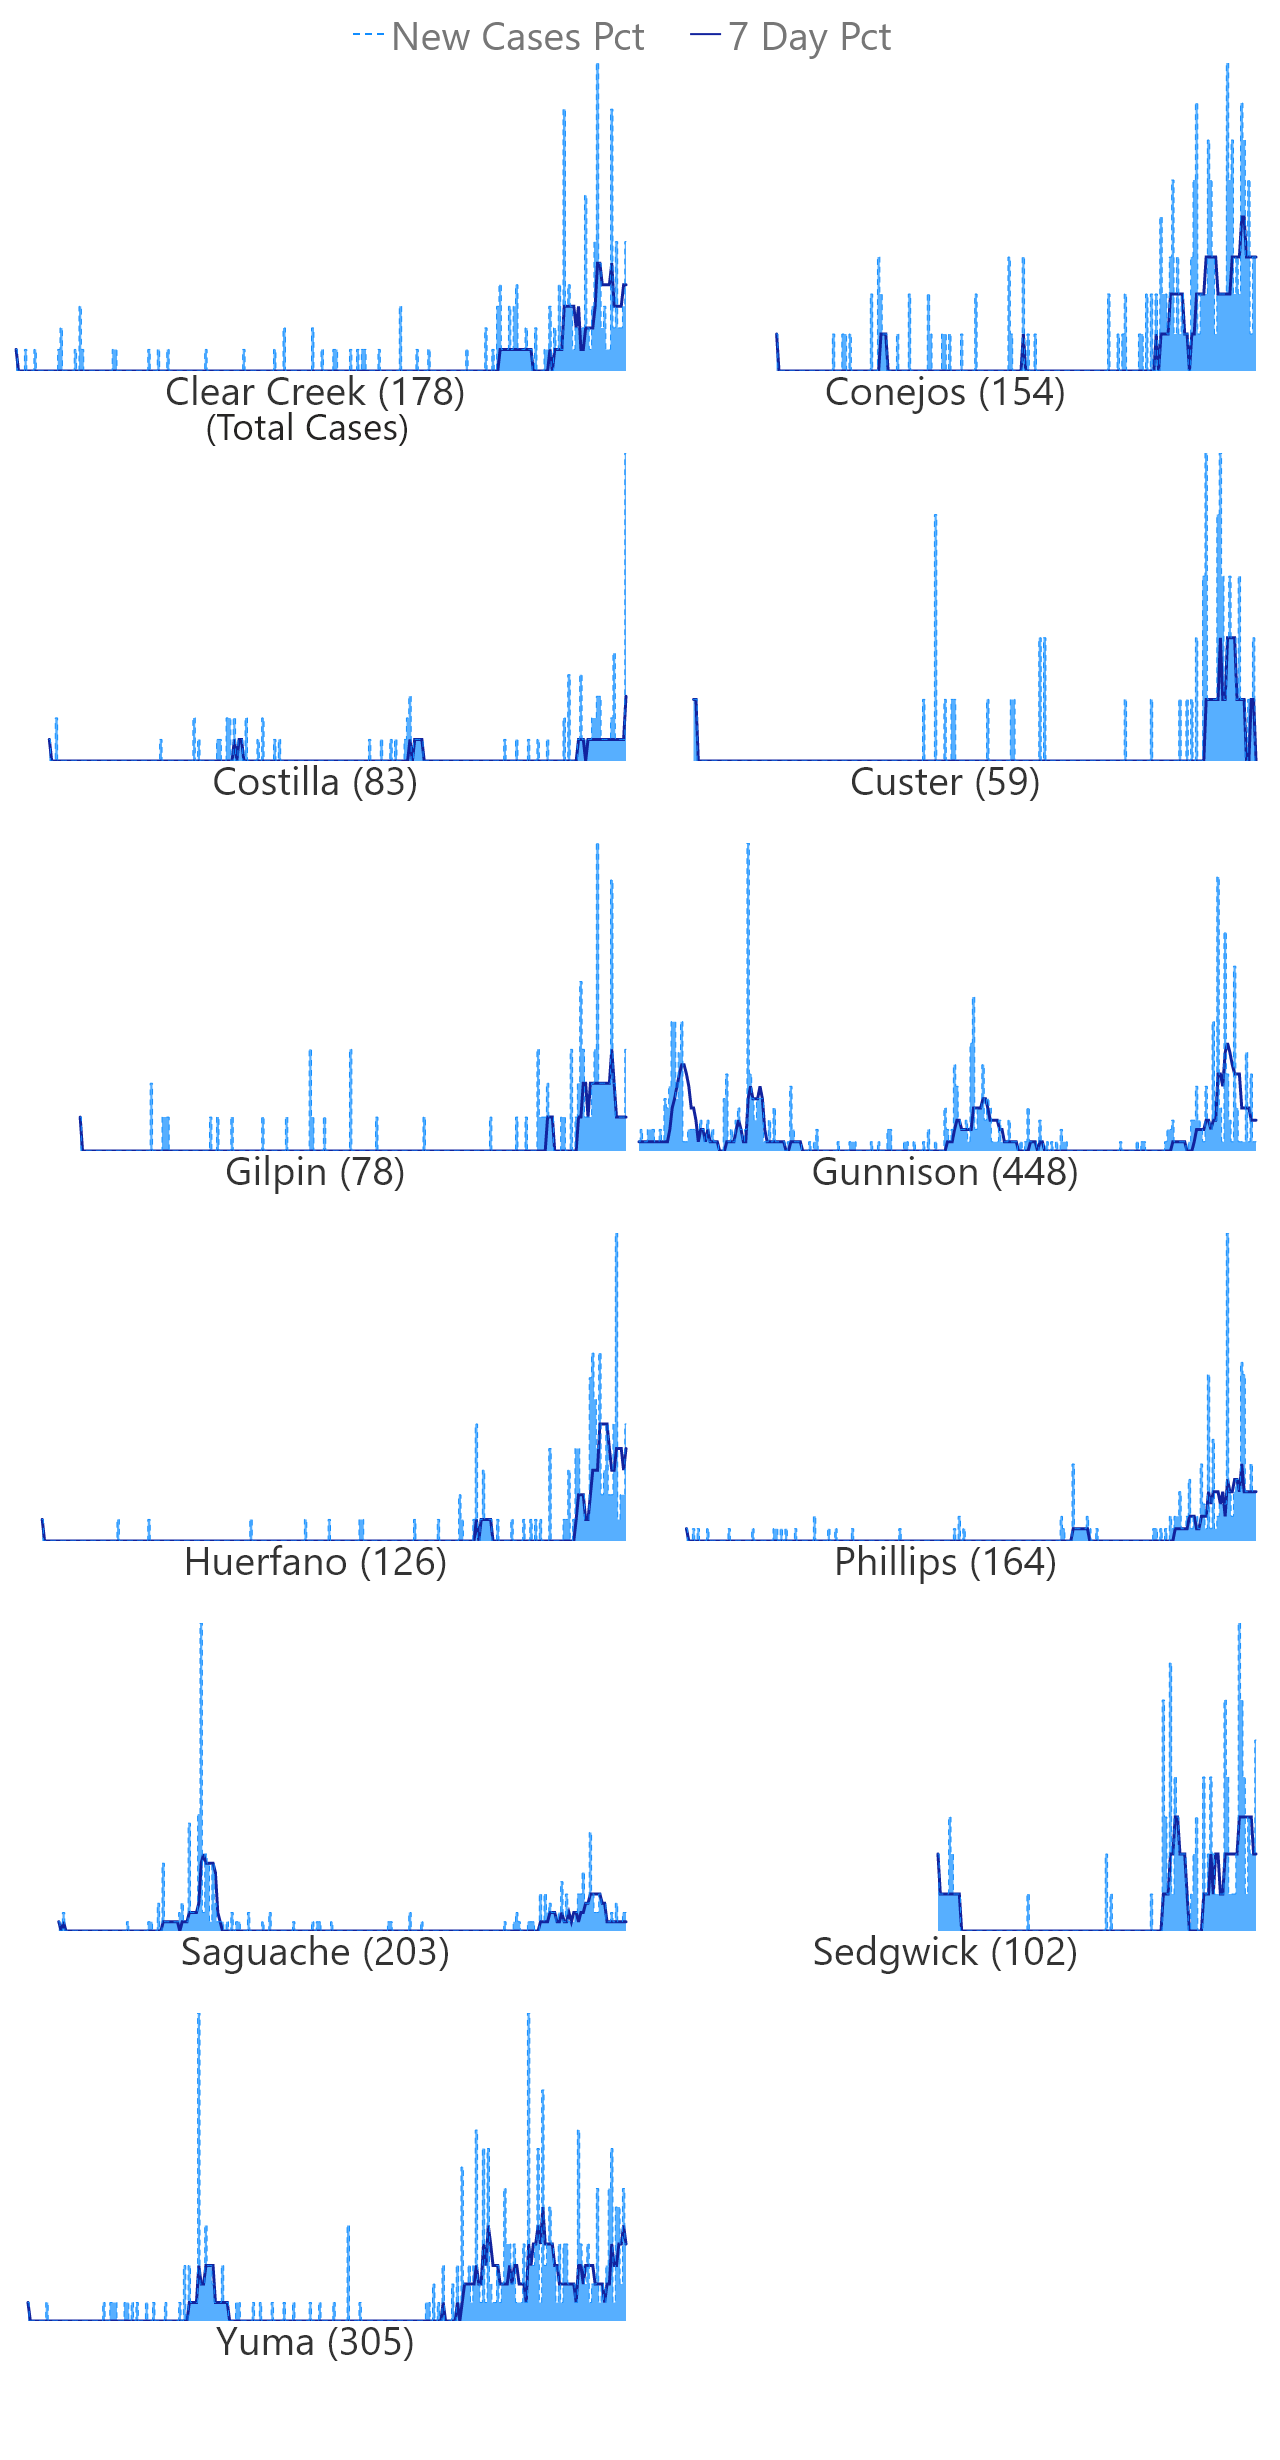 New Cases Pct 7 Day Pct
Clear Creek (178) Conejos (154)
(Total Cases)
Costilla (83) Custer (59)
Gilpin (78) Gunnison (448)
Huerfano (126) Phillips (164)
Saguache (203) Sedgwick (102)
Yuma (305)